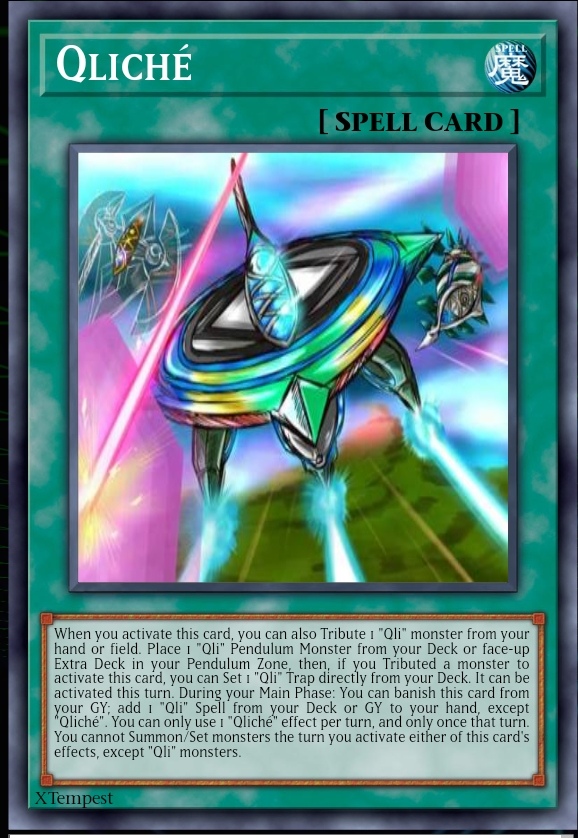 QLICHÉ
SPELL
魔
[ SPELL CARD ]
When you activate this card, you can also Tribute 1 "Qli" monster from your
hand or field. Place 1 "Qli" Pendulum Monster from your Deck or face-up
Extra Deck in your Pendulum Zone, then, if you Tributed a monster to
activate this card, you can Set 1 "Qli" Trap directly from your Deck. It can be
activated this turn. During your Main Phase: You can banish this card from
your GY; add 1 "Qli" Spell from your Deck or GY to your hand, except
"Qliché". You can only use 1 "Qliché" effect per turn, and only once that turn.
You cannot Summon/Set monsters the turn you activate either of this card's
effects, except "Qli" monsters.
XTempest